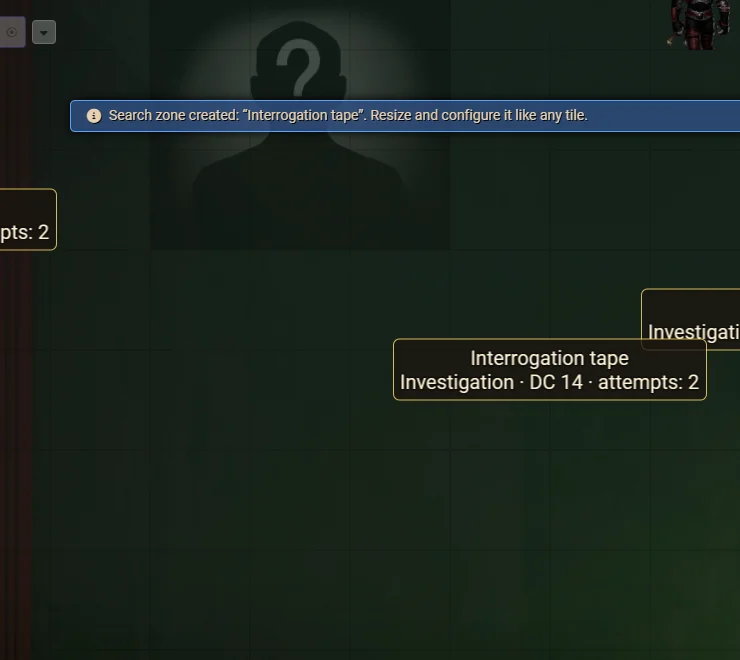 ?
Search zone created: “Interrogation tape”. Resize and configure it like any tile.
pts: 2
Investigati
Interrogation tape
Investigation · DC 14 · attempts: 2